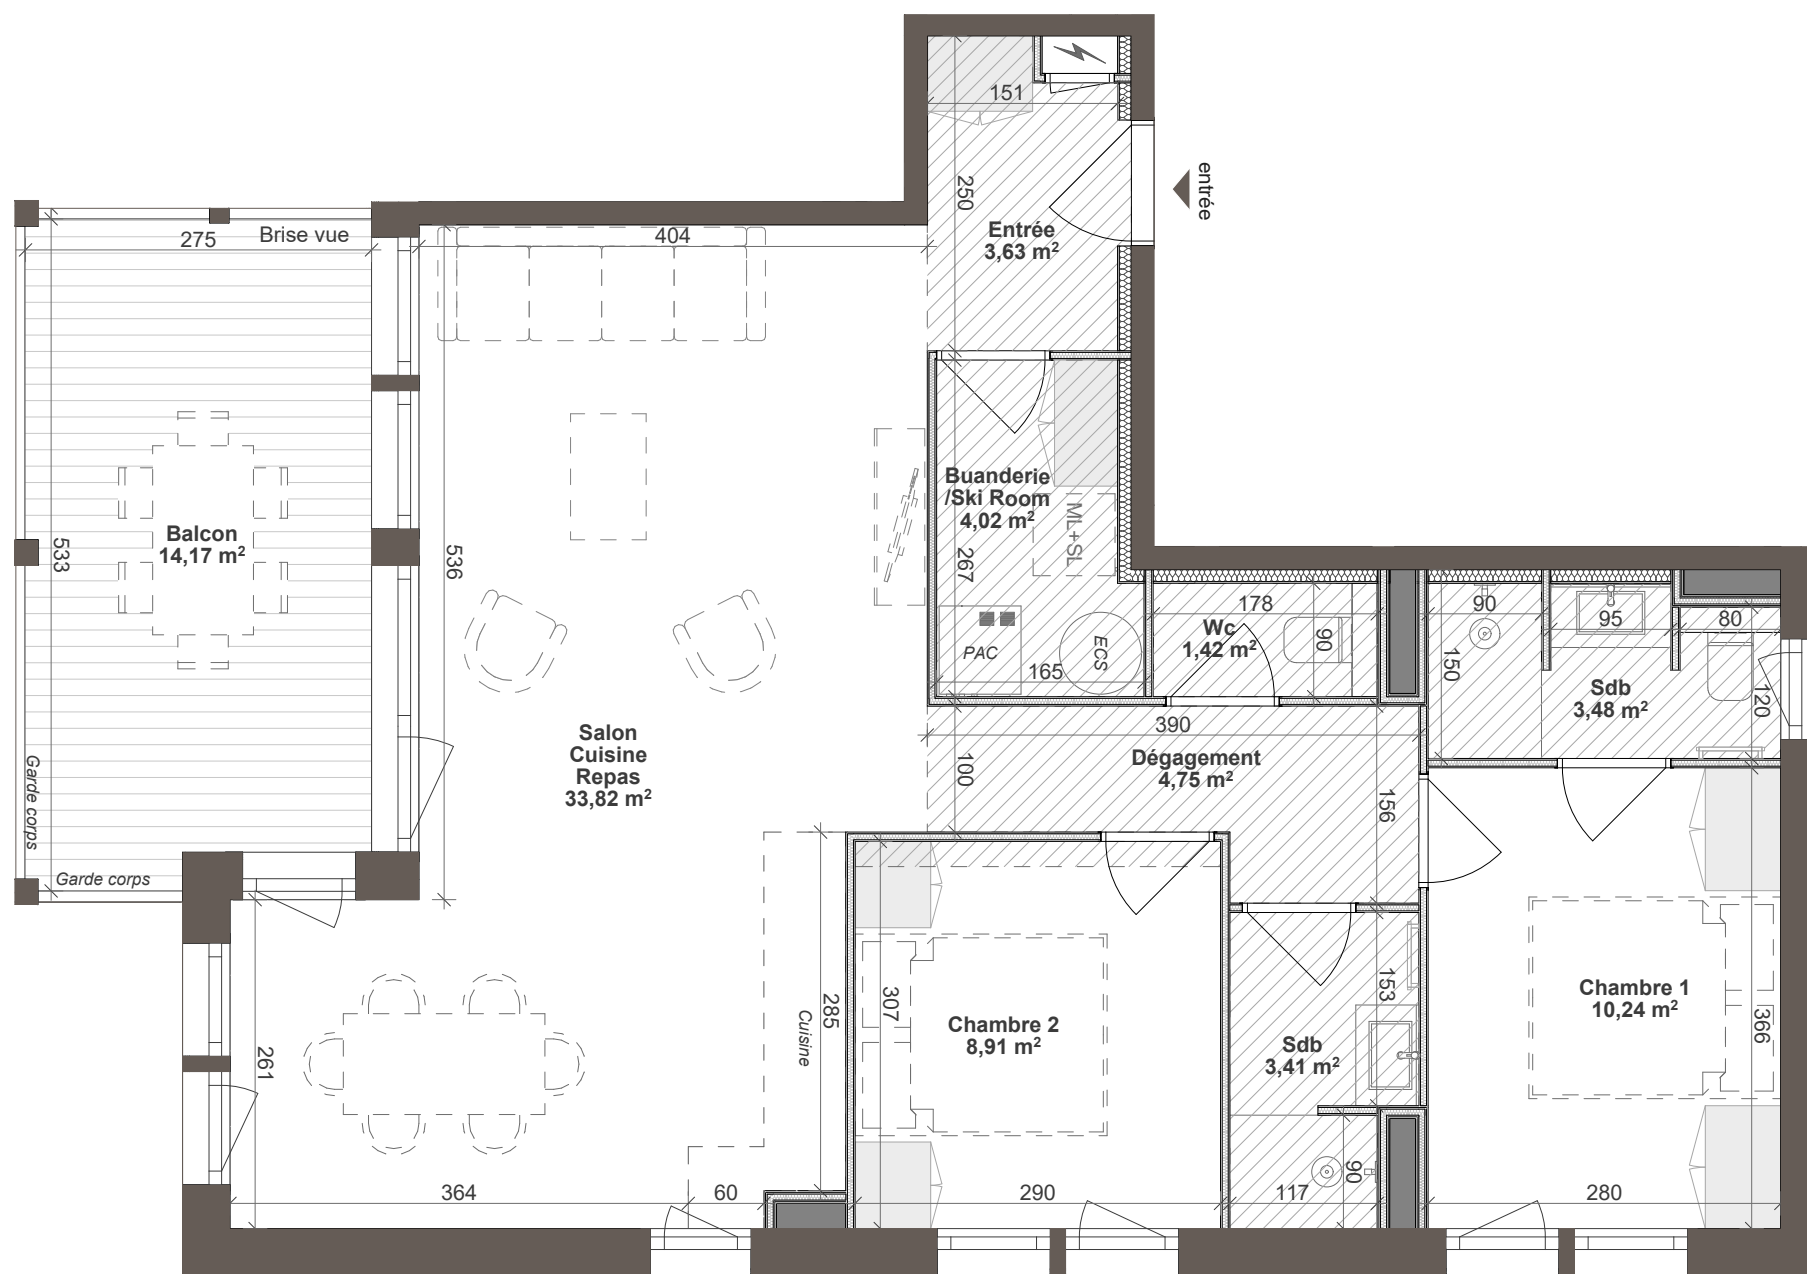 151
250
Entrée
3,63 m²
entrée
275
Brise vue
404
Balcon
14,17 m²
533
536
Garde corps
Garde corps
Salon
Cuisine
Repas
33,82 m²
Buanderie
/Ski Room
4,02 m²
ML+SL
267
PAC
ECS
165
178
Wc
1,42 m²
90
390
Dégagement
4,75 m²
100
156
90
95
80
150
Sdb
3,48 m²
120
261
364
60
285
Cuisine
307
Chambre 2
8,91 m²
290
153
Sdb
3,41 m²
90
117
Chambre 1
10,24 m²
366
280